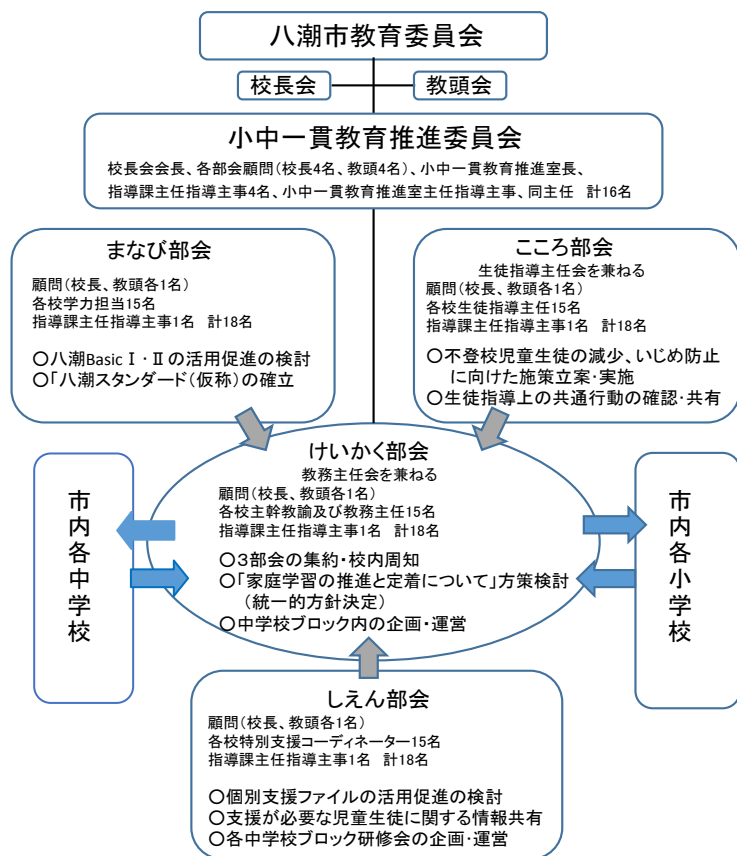 八潮市教育委員会
校長会
教頭会
小中一貫教育推進委員会
校長会会長、各部会顧問(校長4名、教頭4名)、小中一貫教育推進室長、
指導課主任指導主事4名、小中一貫教育推進室主任指導主事、同主任 計16名
まなび部会
顧問(校長、教頭各1名)
各校学力担当15名
指導課主任指導主事1名 計18名
○八潮Basic Ⅰ・Ⅱの活用促進の検討
○「八潮スタンダード(仮称)の確立
こころ部会
生徒指導主任会を兼ねる
顧問(校長、教頭各1名)
各校生徒指導主任15名
指導課主任指導主事1名 計18名
○不登校児童生徒の減少、いじめ防止
に向けた施策立案・実施
○生徒指導上の共通行動の確認・共有
けいかく部会
教務主任会を兼ねる
顧問(校長、教頭各1名)
各校主幹教諭及び教務主任15名
指導課主任指導主事1名 計18名
○3部会の集約・校内周知
○「家庭学習の推進と定着について」方策検討
(統一的方針決定)
○中学校ブロック内の企画・運営
市内各中学校
市内各小学校
しえん部会
顧問(校長、教頭各1名)
各校特別支援コーディネーター15名
指導課主任指導主事1名 計18名
○個別支援ファイルの活用促進の検討
○支援が必要な児童生徒に関する情報共有
○各中学校ブロック研修会の企画・運営